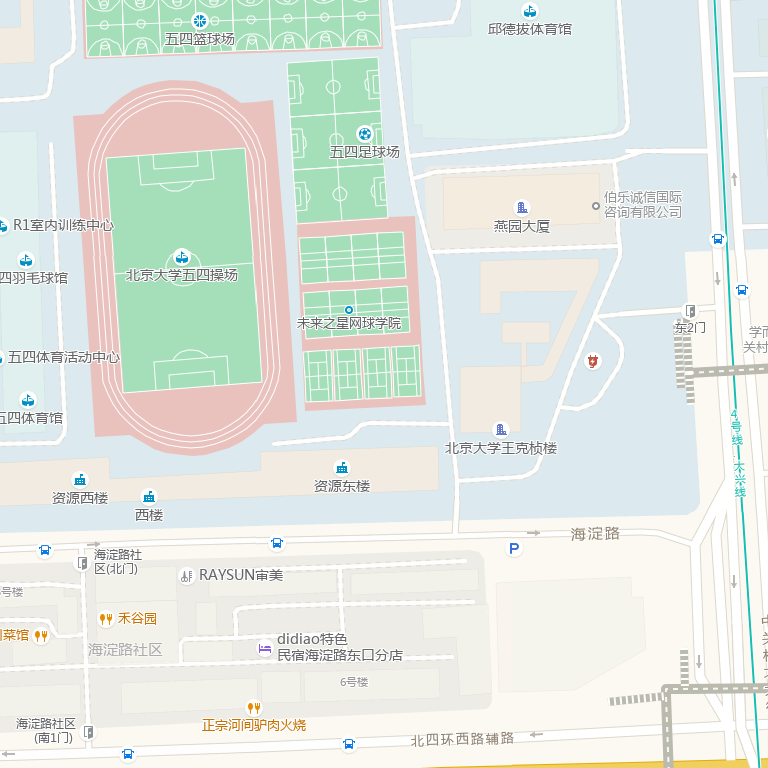 五四篮球场
邱德拔体育馆
五四足球场
伯乐诚信国际
咨询有限公司
燕园大厦
R1室内训练中心
北京大学五四操场
四羽毛球馆
未来之星网球学院
东2门
学而
关村
五四体育活动中心
五四体育馆
4号线·大兴线
北京大学王克桢楼
资源东楼
资源西楼
西楼
海淀路
海淀路社
区(北门)
RAYSUN审美
号楼
禾谷园
菜馆
didiao特色
民宿海淀路东口分店
海淀路社区
6号楼
正宗河间驴肉火烧
海淀路社区
(南1门)
北四环西路辅路
P